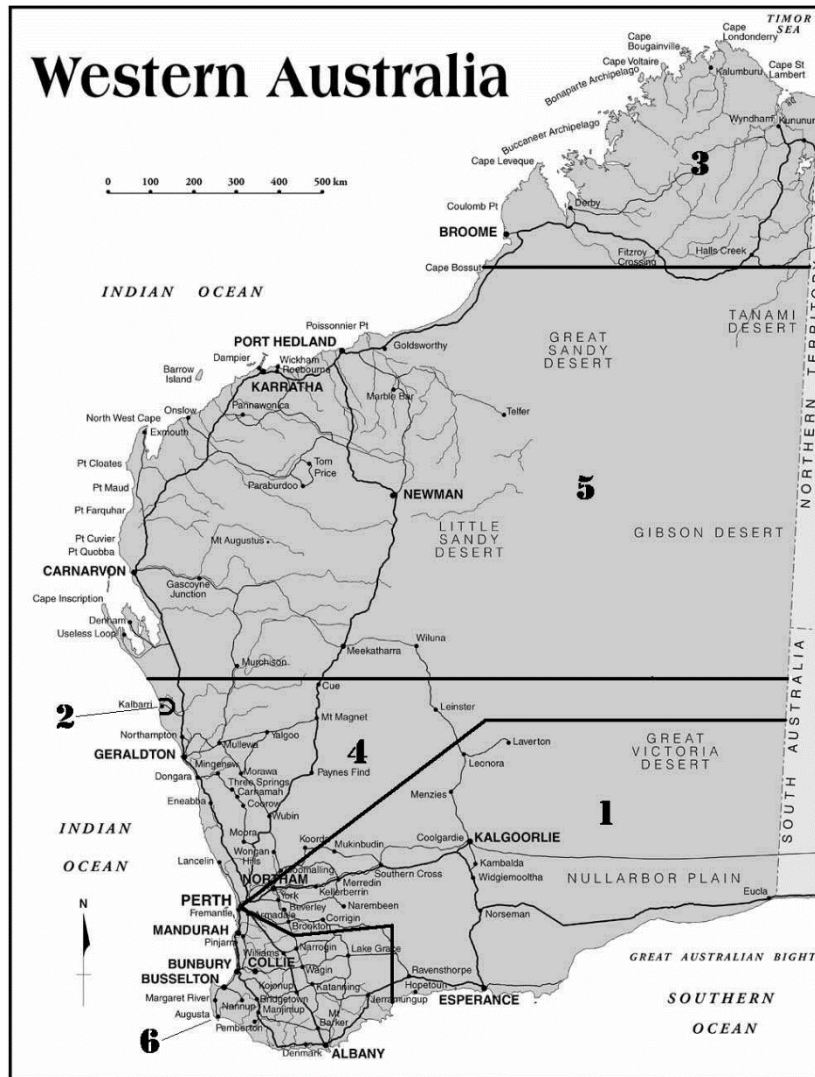 TIMOR
SEA
Western Australia
Cape
Londonderry
Cape
Bougainville
Cape Voltaire
Kalumburu
Cape St
Lambert
Bonaparte Archipelago
Wyndham
Kununur
Buccaneer Archipelago
3
Cape Leveque
0 100 200 300 400 500 km
Derby
Coulomb Pt
BROOME
Fitzroy
Crossing
Halls Creek
Cape Bossut
INDIAN OCEAN
TANAMI
DESERT
NORTHERN TERRITORY
Poissonnier Pt
GREAT
SANDY
DESERT
PORT HEDLAND
Goldsworthy
Dampier
Wickham
Roebourne
Barrow
Island
KARRATHA
Marble Bar
Onslow
Pannawonica
Telfer
North West Cape
Exmouth
Pt Cloates
Tom
Price
Paraburdoo
5
Pt Maud
NEWMAN
Pt Farquhar
LITTLE
SANDY
DESERT
GIBSON DESERT
Pt Cuvier
Mt Augustus
Pt Quobba
CARNARVON
Gascoyne
Junction
Cape Inscription
Denham
Useless Loop
Wiluna
Meekatharra
Murchison
SOUTH AUSTRALIA
Cue
Kalbarri
2
Leinster
Mt Magnet
Northampton
Yalgoo
Mullewa
GREAT
VICTORIA
DESERT
Laverton
GERALDTON
4
Leonora
Mingenew
Morawa
Paynes Find
Dongara
Three Springs
Carnamah
Menzies
Eneabba
Coorow
1
Wubin
INDIAN
OCEAN
Moora
Koorda
Mukinbudin
Coolgardie
KALGOORLIE
Wongan
Hills
Lancelin
Kambalda
Southern Cross
Widgiemooltha
Goomalling
NORTHAM
Merredin
Kellerberrin
NULLARBOR PLAIN
Eucla
York
N
PERTH
Fremantle
Beverley
Narembeen
Armadale
Corrigin
Norseman
Brookton
MANDURAH
Pinjarra
Narrogin
Williams
Lake Grace
GREAT AUSTRALIAN BIGHT
BUNBURY
COLLIE
Wagin
Ravensthorpe
BUSSELTON
Kojonup
Katanning
Hopetoun
ESPERANCE
Margaret River
Nannup
Bridgetown
Jerramungup
SOUTHERN
OCEAN
Manjimup
Augusta
Mt
Barker
Pemberton
6
Denmark
ALBANY